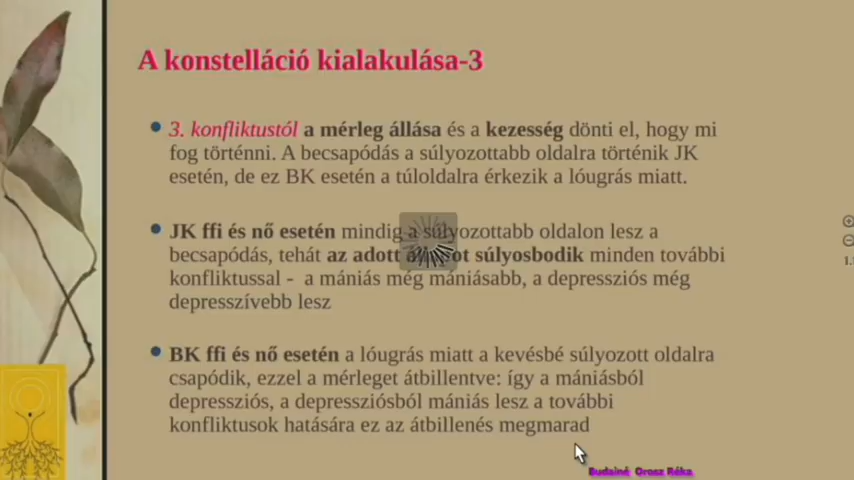 A konstelláció kialakulása-3
3. konfliktustól a mérleg állása és a kezesség dönti el, hogy mi
fog történni. A becsapódás a súlyozottabb oldalra történik JK
esetén, de ez BK esetén a túloldalra érkezik a lóugrás miatt.
JK ffi és nő esetén mindig a súlyozottabb oldalon lesz a
becsapódás, tehát az adott súlyosbodik minden további
konfliktussal - a mániás még mániásabb, a depressziós még
depresszívebb lesz
BK ffi és nő esetén a lóugrás miatt a kevésbé súlyozott oldalra
csapódik, ezzel a mérleget átbillentve: így a mániásból
depressziós, a depressziósból mániás lesz a további
konfliktusok hatására ez az átbillenés megmarad
Budainé Orosz Réka